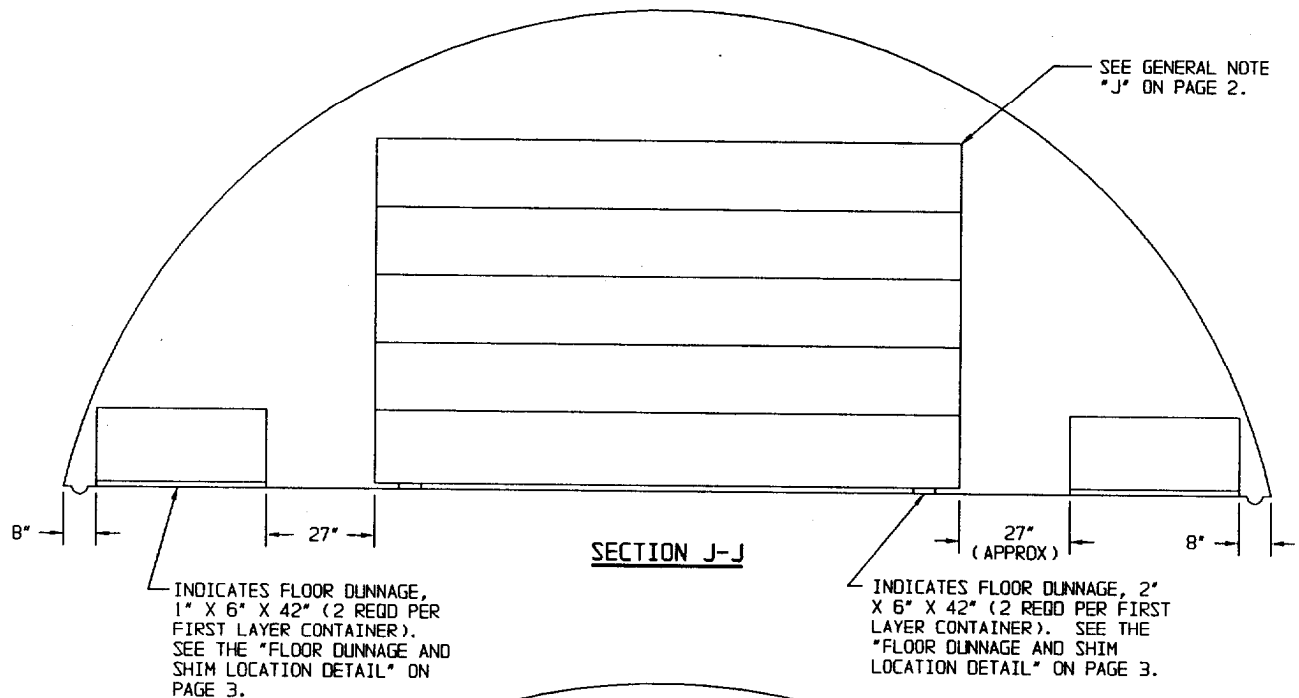 SEE GENERAL NOTE
"J" ON PAGE 2.
8"
27"
SECTION J-J
27"
(APPROX)
8"
INDICATES FLOOR DUNNAGE,
1" X 6" X 42" (2 REQD PER
FIRST LAYER CONTAINER).
SEE THE "FLOOR DUNNAGE AND
SHIM LOCATION DETAIL" ON
PAGE 3.
INDICATES FLOOR DUNNAGE, 2"
X 6" X 42" (2 REQD PER FIRST
LAYER CONTAINER). SEE THE
"FLOOR DUNNAGE AND SHIM
LOCATION DETAIL" ON PAGE 3.